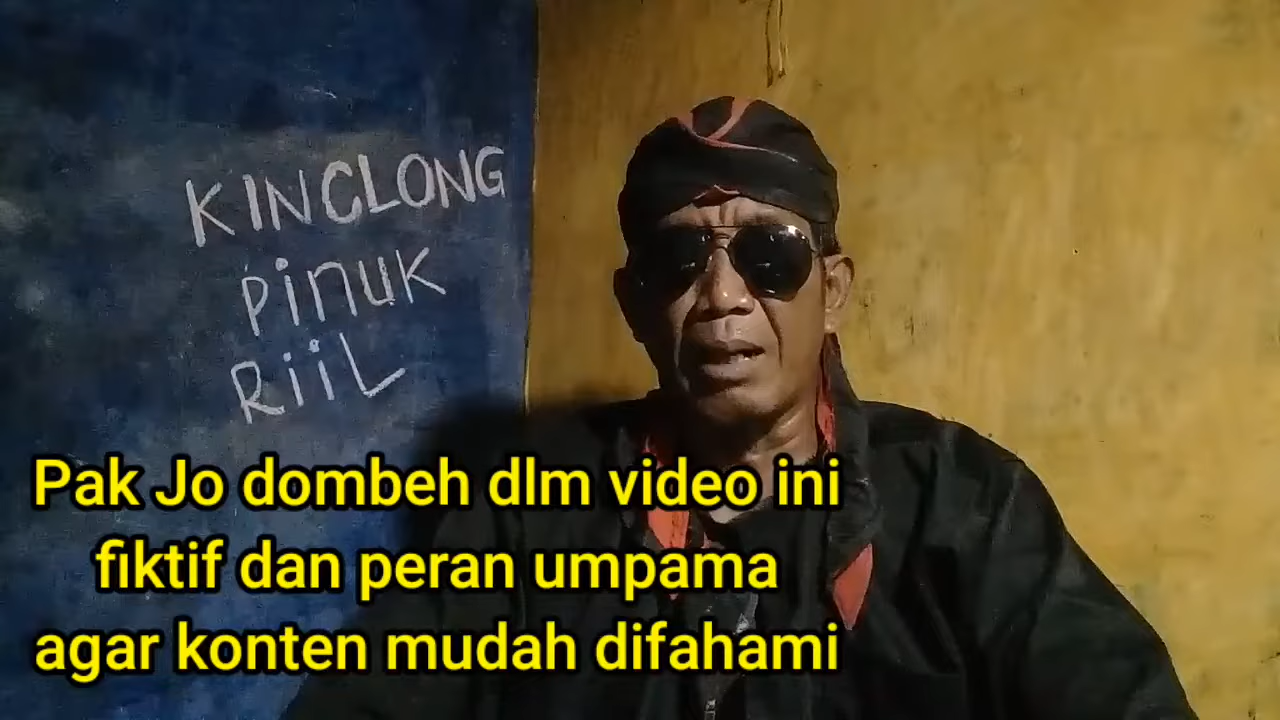 KINCLONG
PinuK
RiiL
Pak Jo dombeh dlm video ini
fiktif dan peran umpama
agar konten mudah difahami